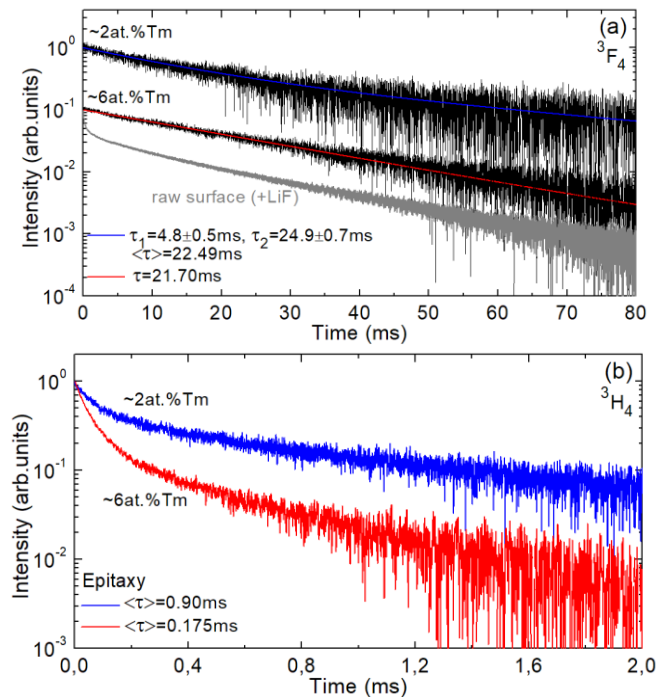 (a)
³F₄
~2at.%Tm
~6at.%Tm
raw surface (+LiF)
τ₁=4.8±0.5ms, τ₂=24.9±0.7ms
<τ>=22.49ms
τ=21.70ms
Intensity (arb.units)
10⁰
10⁻¹
10⁻²
10⁻³
10⁻⁴
0 10 20 30 40 50 60 70 80
Time (ms)
(b)
³H₄
~2at.%Tm
~6at.%Tm
Epitaxy
<τ>=0.90ms
<τ>=0.175ms
Intensity (arb.units)
10⁰
10⁻¹
10⁻²
10⁻³
0,0 0,4 0,8 1,2 1,6 2,0
Time (ms)